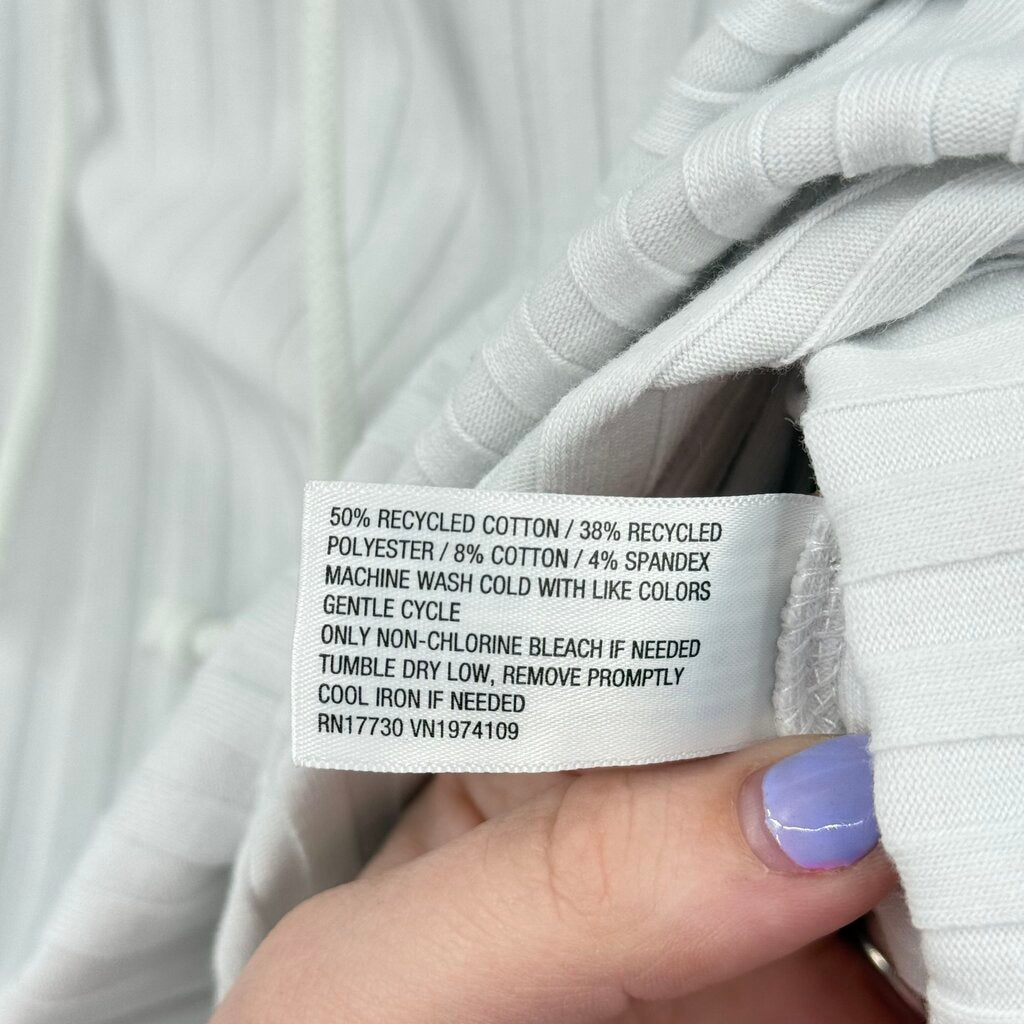 50% RECYCLED COTTON / 38% RECYCLED
POLYESTER / 8% COTTON / 4% SPANDEX
MACHINE WASH COLD WITH LIKE COLORS
GENTLE CYCLE
ONLY NON-CHLORINE BLEACH IF NEEDED
TUMBLE DRY LOW, REMOVE PROMPTLY
COOL IRON IF NEEDED
RN17730 VN1974109